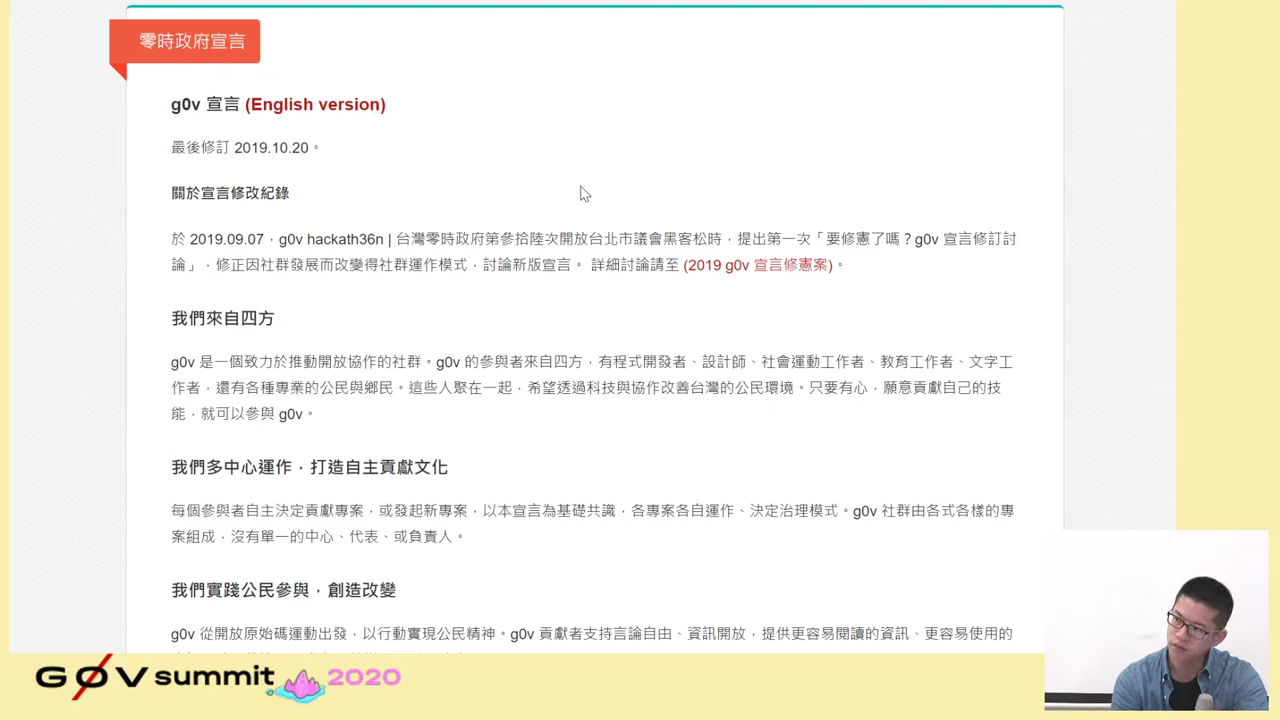 零時政府宣言
g0v 宣言 (English version)
最後修訂 2019.10.20。
關於宣言修改紀錄
於 2019.09.07，g0v hackath36n | 台灣零時政府第參拾陸次開放台北市議會黑客松時，提出第一次「要修憲了嗎？g0v 宣言修訂討
論」，修正因社群發展而改變得社群運作模式，討論新版宣言。 詳細討論請至 (2019 g0v 宣言修憲案)。
我們來自四方
g0v 是一個致力於推動開放協作的社群。g0v 的參與者來自四方，有程式開發者、設計師、社會運動工作者、教育工作者、文字工
作者，還有各種專業的公民與鄉民。這些人聚在一起，希望透過科技與協作改善台灣的公民環境。只要有心，願意貢獻自己的技
能，就可以參與 g0v。
我們多中心運作，打造自主貢獻文化
每個參與者自主決定貢獻專案，或發起新專案，以本宣言為基礎共識，各專案各自運作、決定治理模式。g0v 社群由各式各樣的專
案組成，沒有單一的中心、代表、或負責人。
我們實踐公民參與，創造改變
g0v 從開放原始碼運動出發，以行動實現公民精神。g0v 貢獻者支持言論自由、資訊開放，提供更容易閱讀的資訊、更容易使用的
G0V summit 2020